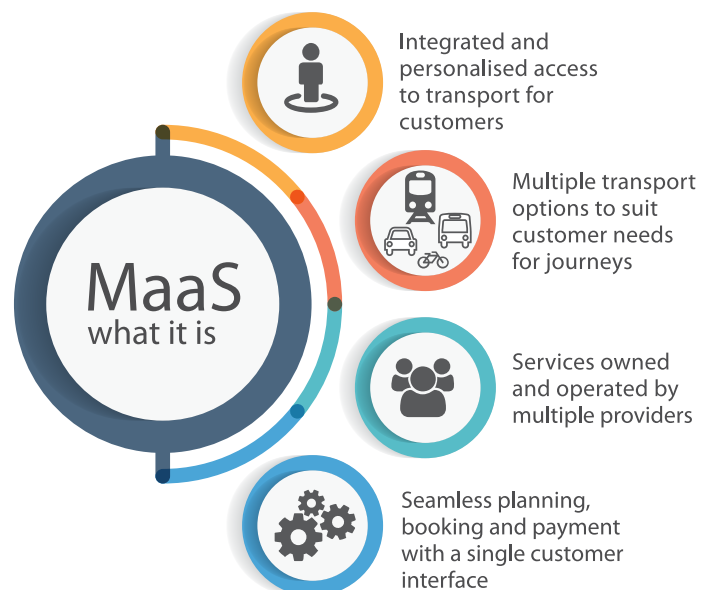 MaaS
what it is
Integrated and
personalised access
to transport for
customers
Multiple transport
options to suit
customer needs
for journeys
Services owned
and operated by
multiple providers
Seamless planning,
booking and payment
with a single customer
interface